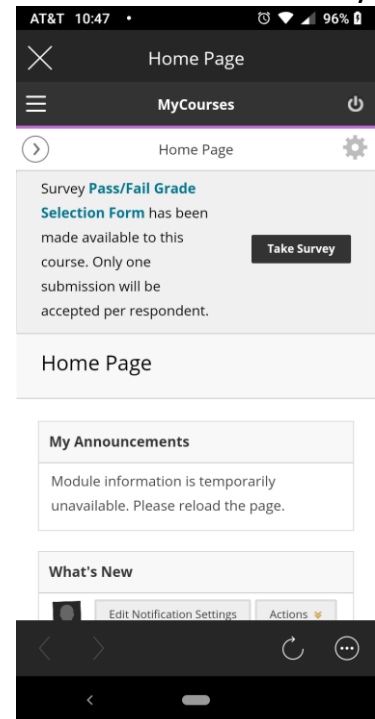 AT&T 10:47 • 96%
Home Page
MyCourses
Home Page
Survey Pass/Fail Grade
Selection Form has been
made available to this
course. Only one
submission will be
accepted per respondent.
Take Survey
Home Page
My Announcements
Module information is temporarily
unavailable. Please reload the page.
What's New
Edit Notification Settings
Actions